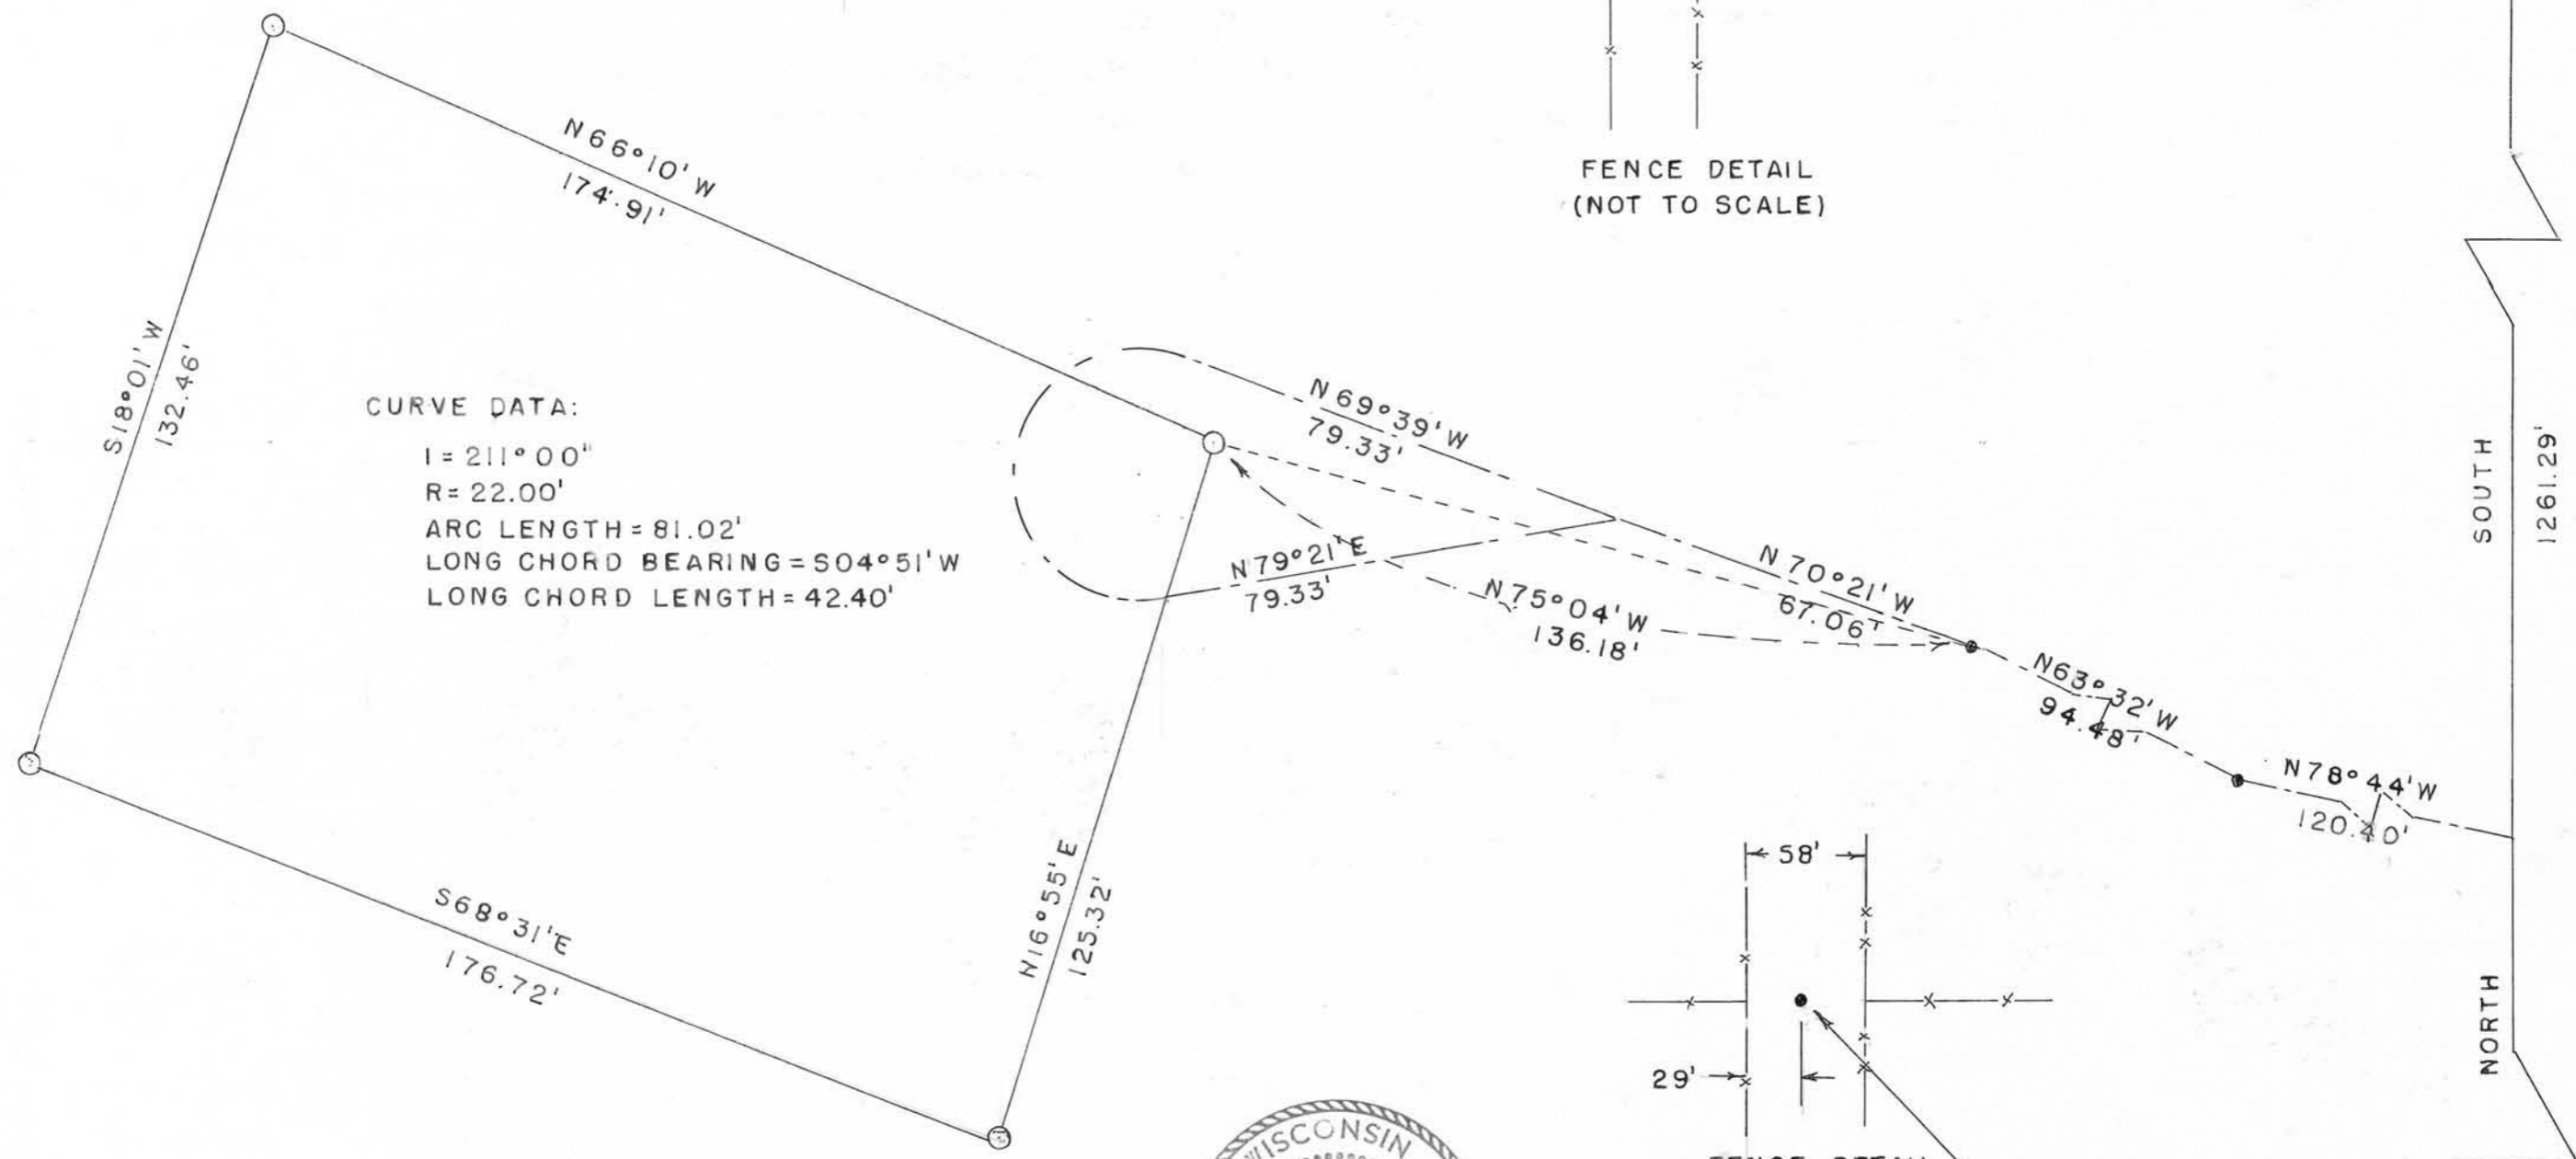 FENCE DETAIL
(NOT TO SCALE)
N66°10'W
174.91'
S18°01'W
132.46'
CURVE DATA:
I = 211°00"
R = 22.00'
ARC LENGTH = 81.02'
LONG CHORD BEARING = S04°51'W
LONG CHORD LENGTH = 42.40'
N69°39'W
79.33'
N79°21'E
79.33'
N70°21'W
67.06'
N75°04'W
136.18'
N63°32'W
94.48'
N78°44'W
120.40'
SOUTH
1261.29'
NORTH
S68°31'E
176.72'
N16°55'E
125.32'
58'
29'
WISCONSIN
FENCE DETAIL